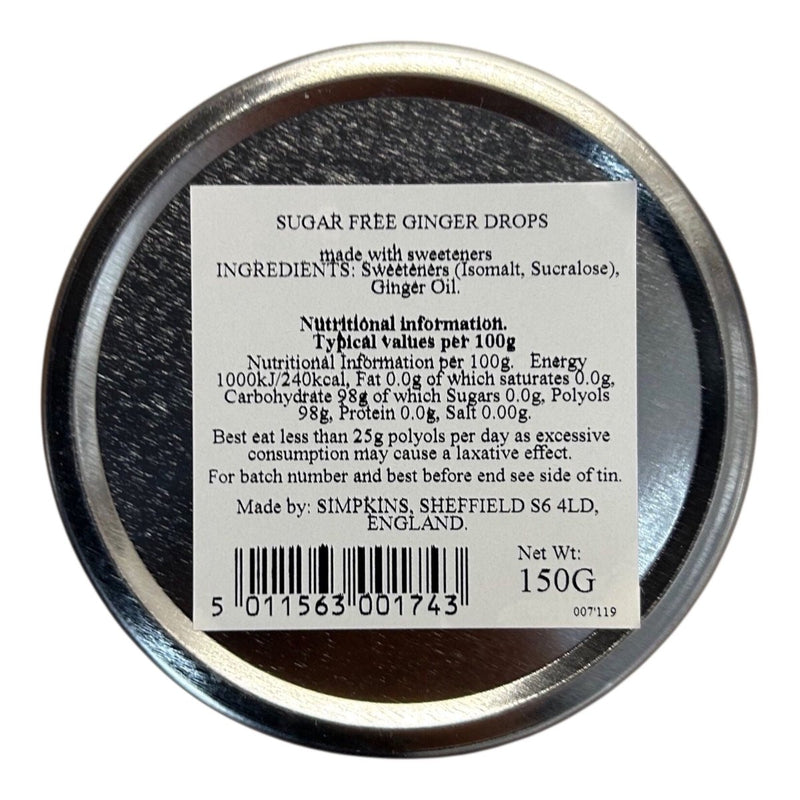 SUGAR FREE GINGER DROPS
made with sweeteners
INGREDIENTS: Sweeteners (Isomalt, Sucralose),
Ginger Oil.
Nutritional information.
Typical values per 100g
Nutritional Information per 100g. Energy
1000kJ/240kcal, Fat 0.0g of which saturates 0.0g,
Carbohydrate 98g of which Sugars 0.0g, Polyols
98g, Protein 0.0g, Salt 0.00g.
Best eat less than 25g polyols per day as excessive
consumption may cause a laxative effect.
For batch number and best before end see side of tin.
Made by: SIMPKINS, SHEFFIELD S6 4LD,
ENGLAND.
Net Wt:
150G
5 011563 001743
007'119